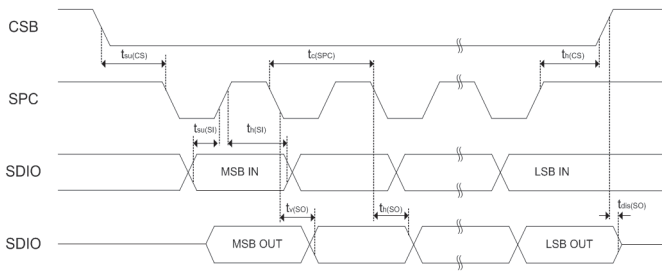 CSB
tsu(CS)
tc(SPC)
th(CS)
SPC
tsu(SI)
th(SI)
SDIO
MSB IN
LSB IN
tv(SO)
th(SO)
tdis(SO)
SDIO
MSB OUT
LSB OUT